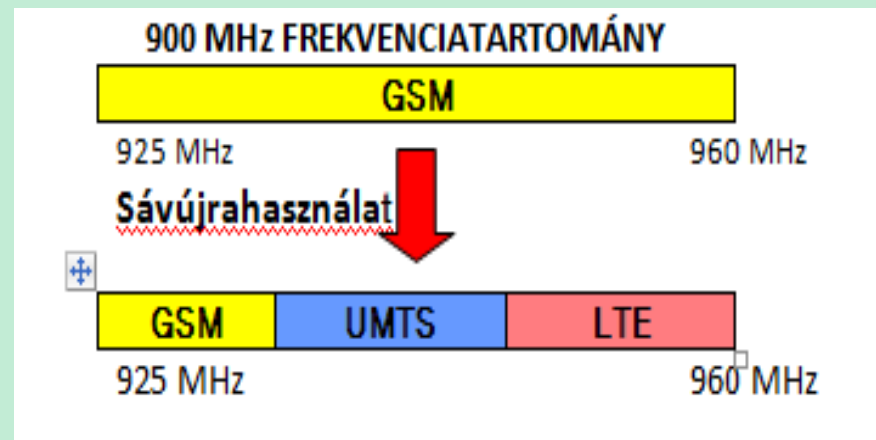 900 MHz FREKVENCIATARTOMÁNY
GSM
925 MHz 960 MHz
Sávújrahasználat
GSM UMTS LTE
925 MHz 960 MHz